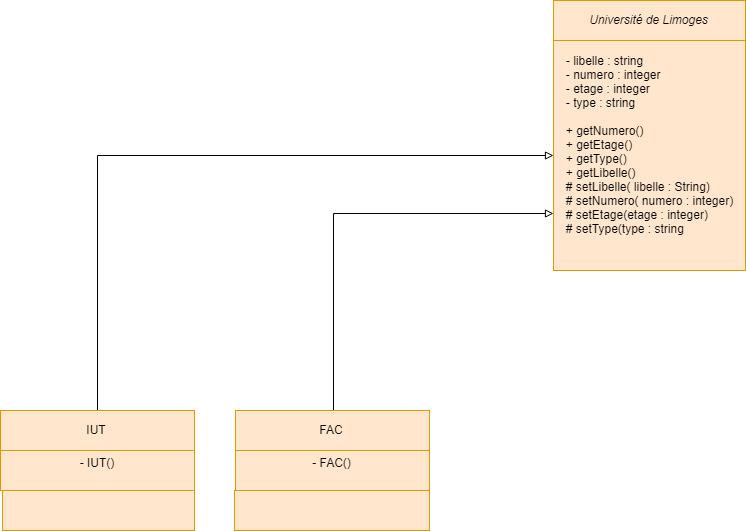 Université de Limoges
- libelle : string
- numero : integer
- etage : integer
- type : string
+ getNumero()
+ getEtage()
+ getType()
+ getLibelle()
# setLibelle( libelle : String)
# setNumero( numero : integer)
# setEtage(etage : integer)
# setType(type : string
IUT
- IUT()
FAC
- FAC()